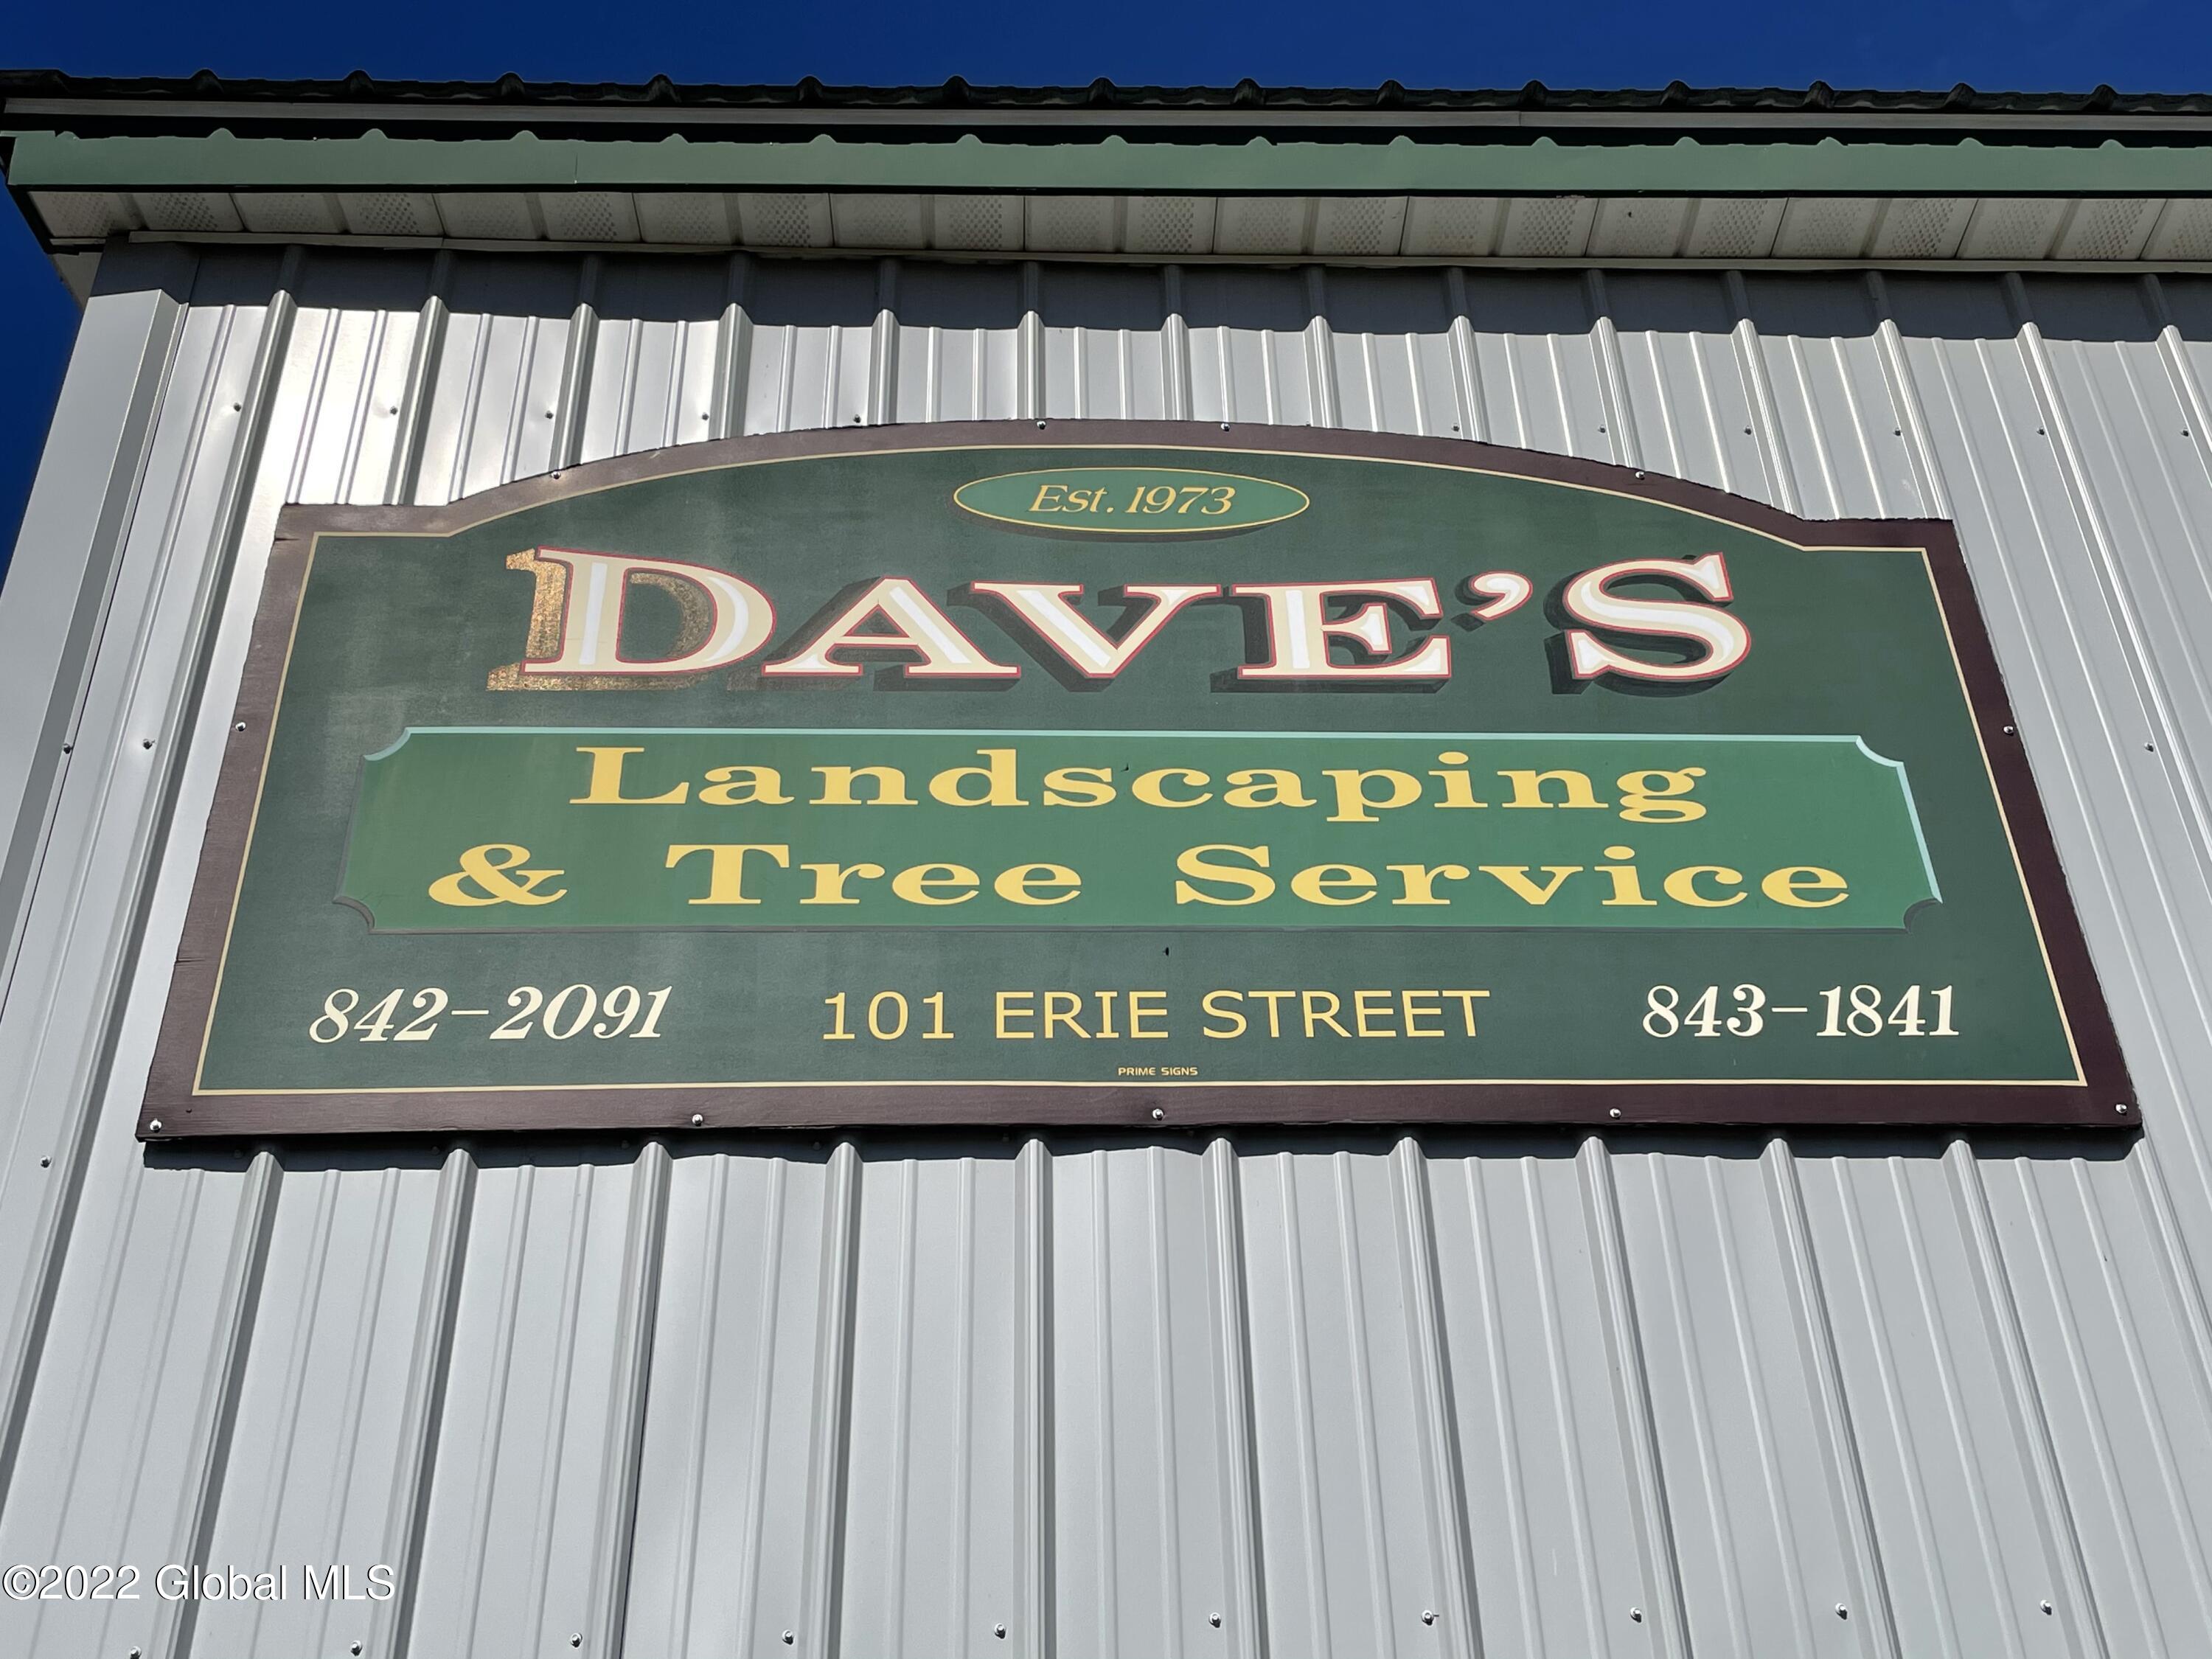 Est. 1973
DAVE'S
Landscaping
& Tree Service
842-2091 101 ERIE STREET 843-1841
PRIME SIGNS
©2022 Global MLS